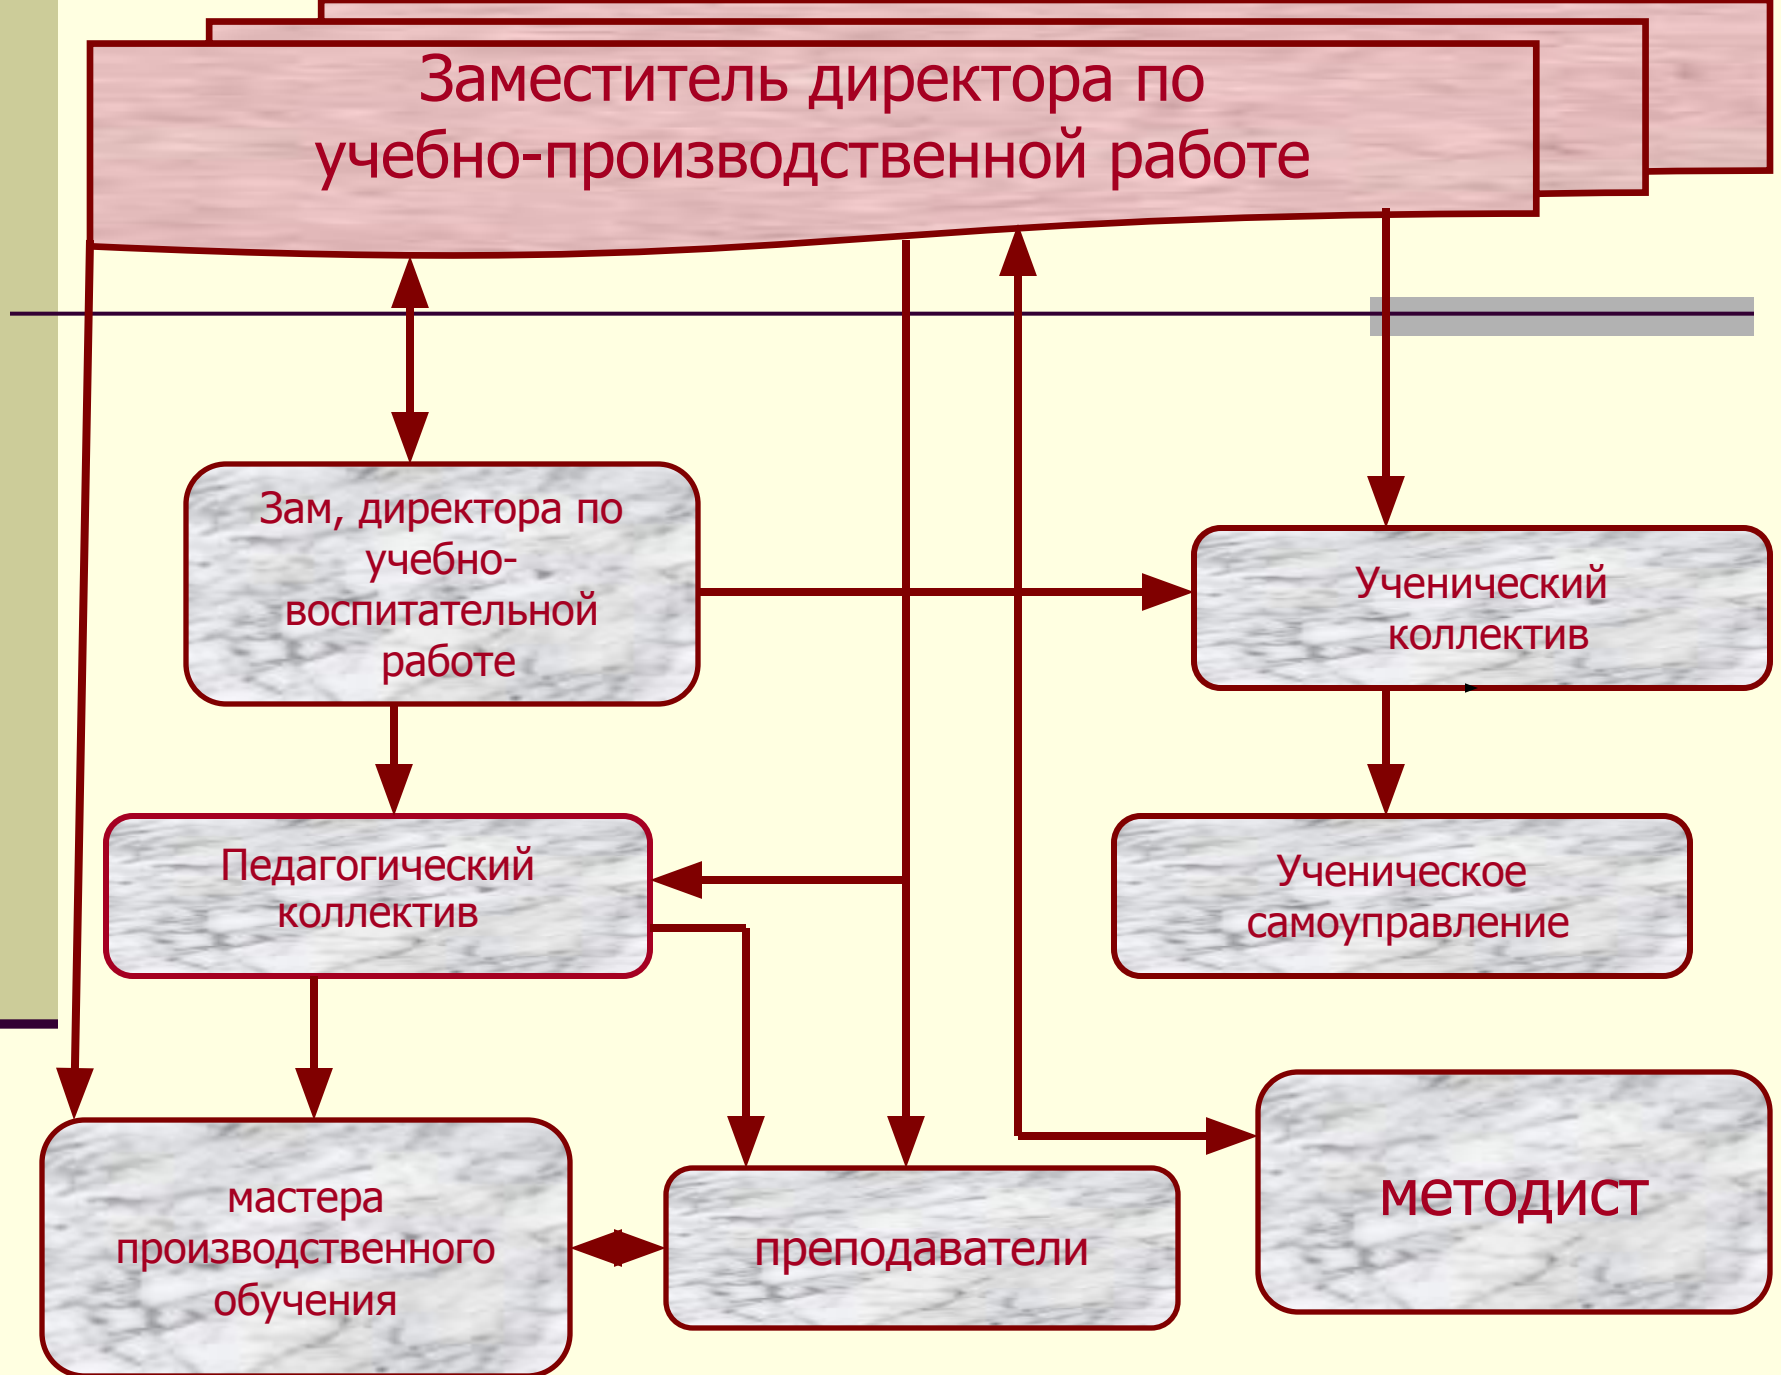 Заместитель директора по
учебно-производственной работе
Зам, директора по
учебно-
воспитательной
работе
Ученический
коллектив
Педагогический
коллектив
Ученическое
самоуправление
мастера
производственного
обучения
преподаватели
методист